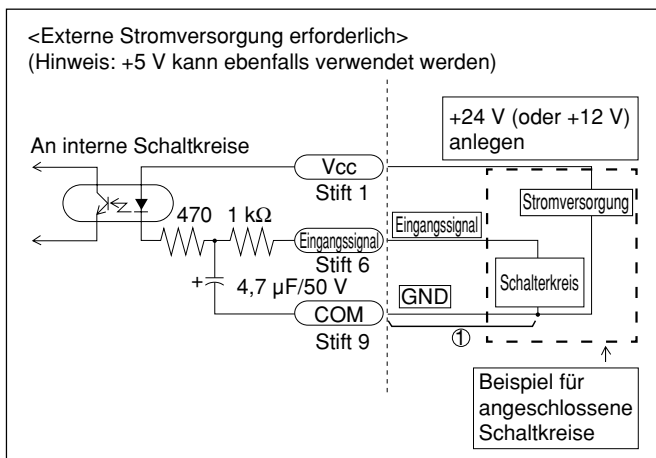 <Externe Stromversorgung erforderlich>
(Hinweis: +5 V kann ebenfalls verwendet werden)
+24 V (oder +12 V)
anlegen
An interne Schaltkreise
Vcc
Stift 1
Stromversorgung
470
1 kΩ
Eingangssignal
Eingangssignal
Stift 6
Schalterkreis
+
4,7 µF/50 V
GND
COM
Stift 9
①
Beispiel für
angeschlossene
Schaltkreise